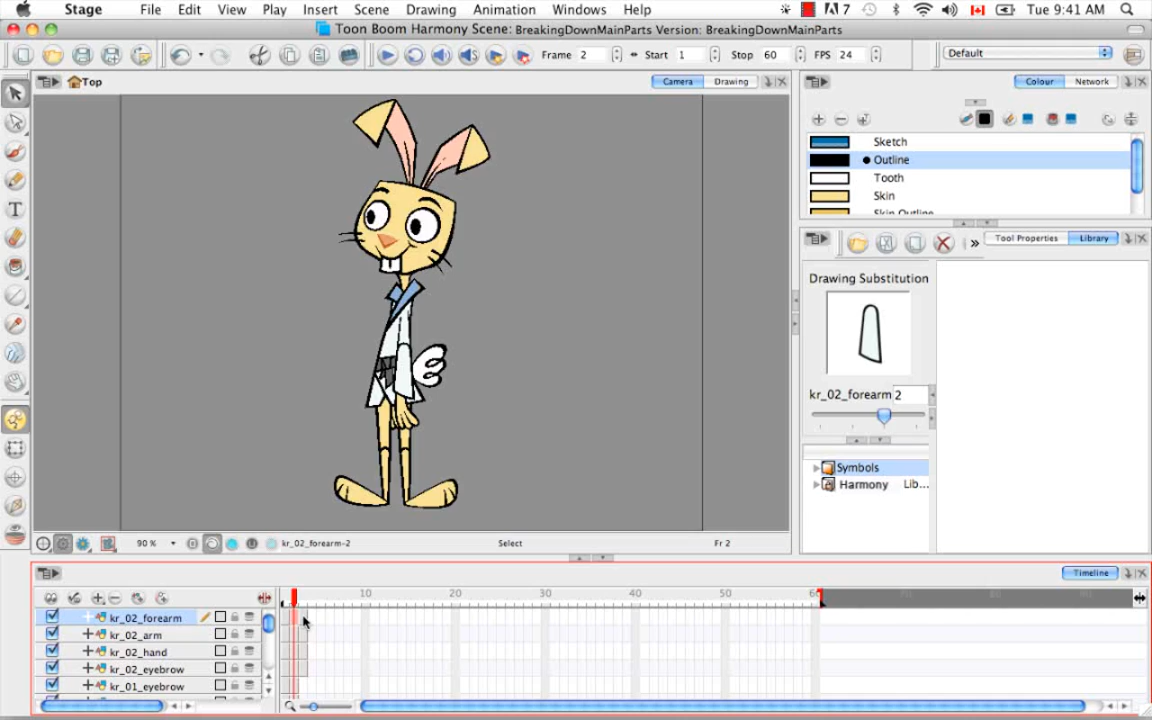 Stage File Edit View Play Insert Scene Drawing Animation Windows Help 7 Tue 9:41 AM
Toon Boom Harmony Scene: BreakingDownMainParts Version: BreakingDownMainParts
Frame 2 Start 1 Stop 60 FPS 24 Default
Top Camera Drawing Colour Network
Sketch
Outline
Tooth
Skin
Skin Outline
Tool Properties Library
Drawing Substitution
kr_02_forearm 2
Symbols
Harmony Lib...
90 % kr_02_forearm-2 Select Fr 2
Timeline
10 20 30 40 50 60
kr_02_forearm
kr_02_arm
kr_02_hand
kr_02_eyebrow
kr_01_eyebrow